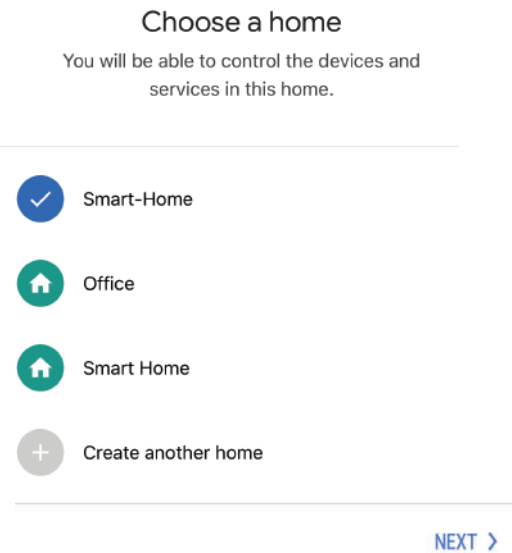 Choose a home
You will be able to control the devices and
services in this home.
Smart-Home
Office
Smart Home
Create another home
NEXT